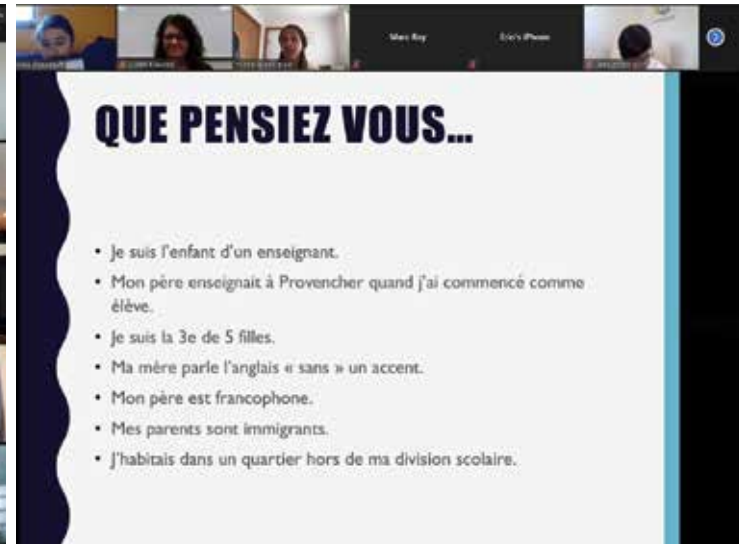 Marc Roy
Erin's iPhone
QUE PENSIEZ VOUS...
• Je suis l'enfant d'un enseignant.
• Mon père enseignait à Provencher quand j'ai commencé comme
élève.
• Je suis la 3e de 5 filles.
• Ma mère parle l'anglais « sans » un accent.
• Mon père est francophone.
• Mes parents sont immigrants.
• J'habitais dans un quartier hors de ma division scolaire.